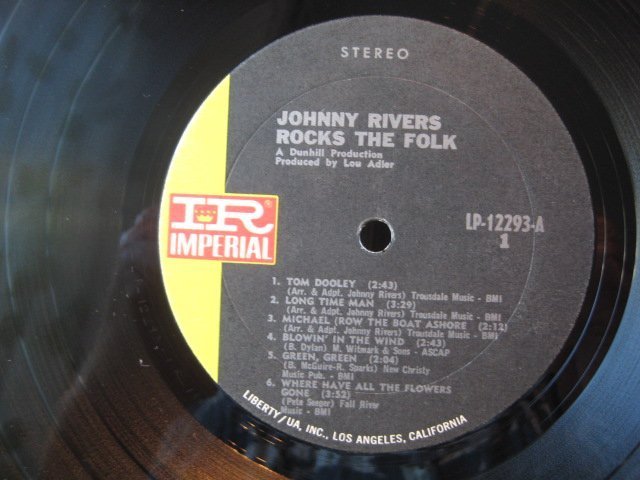 STEREO
JOHNNY RIVERS
ROCKS THE FOLK
A Dunhill Production
Produced by Lou Adler
IR
IMPERIAL
LP-12293-A
1
1. TOM DOOLEY (2:43)
(Arr. & Adpt. Johnny Rivers) Trousdale Music - BMI
2. LONG TIME MAN (3:29)
(Arr. & Adpt. Johnny Rivers) Trousdale Music - BMI
3. MICHAEL (ROW THE BOAT ASHORE (2:12)
(Arr. & Adpt. Johnny Rivers) Trousdale Music - BMI
4. BLOWIN' IN THE WIND (2:43)
(B. Dylan) M. Witmark & Sons - ASCAP
5. GREEN, GREEN (2:04)
(B. McGuire-R. Sparks) New Christy
Music Pub. - BMI
6. WHERE HAVE ALL THE FLOWERS
GONE (3:52)
(Pete Seeger) Fall River
Music - BMI
LIBERTY/UA, INC., LOS ANGELES, CALIFORNIA